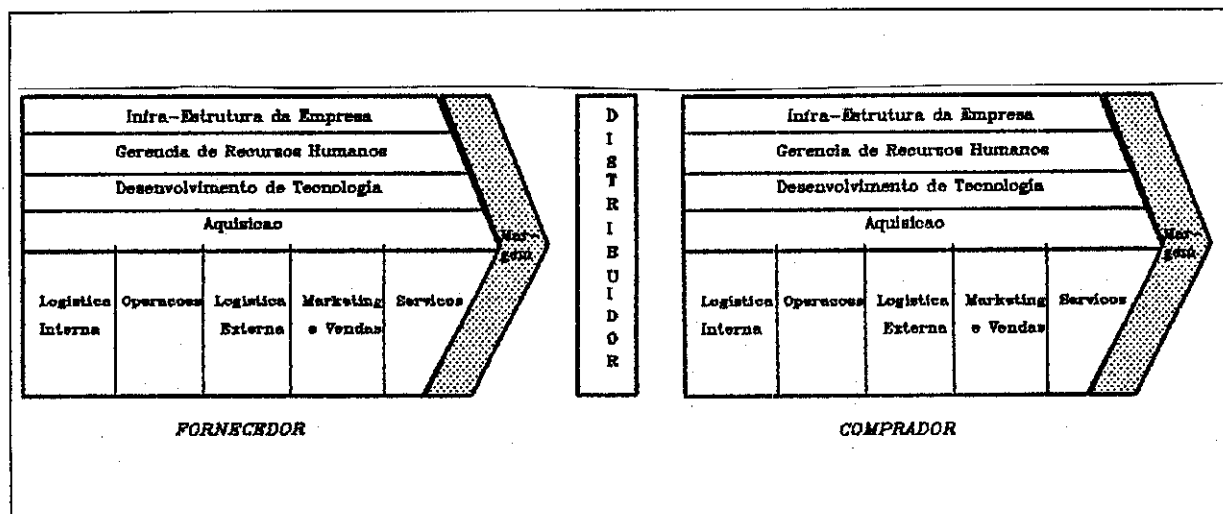 Infra-Estrutura da Empresa
Gerencia de Recursos Humanos
Desenvolvimento de Tecnologia
Aquisicao
Mar-
gem
Logistica Interna
Operacoes
Logistica Externa
Marketing e Vendas
Servicos
FORNECEDOR
DISTRIBUIDOR
Infra-Estrutura da Empresa
Gerencia de Recursos Humanos
Desenvolvimento de Tecnologia
Aquisicao
Mar-
gem
Logistica Interna
Operacoes
Logistica Externa
Marketing e Vendas
Servicos
COMPRADOR